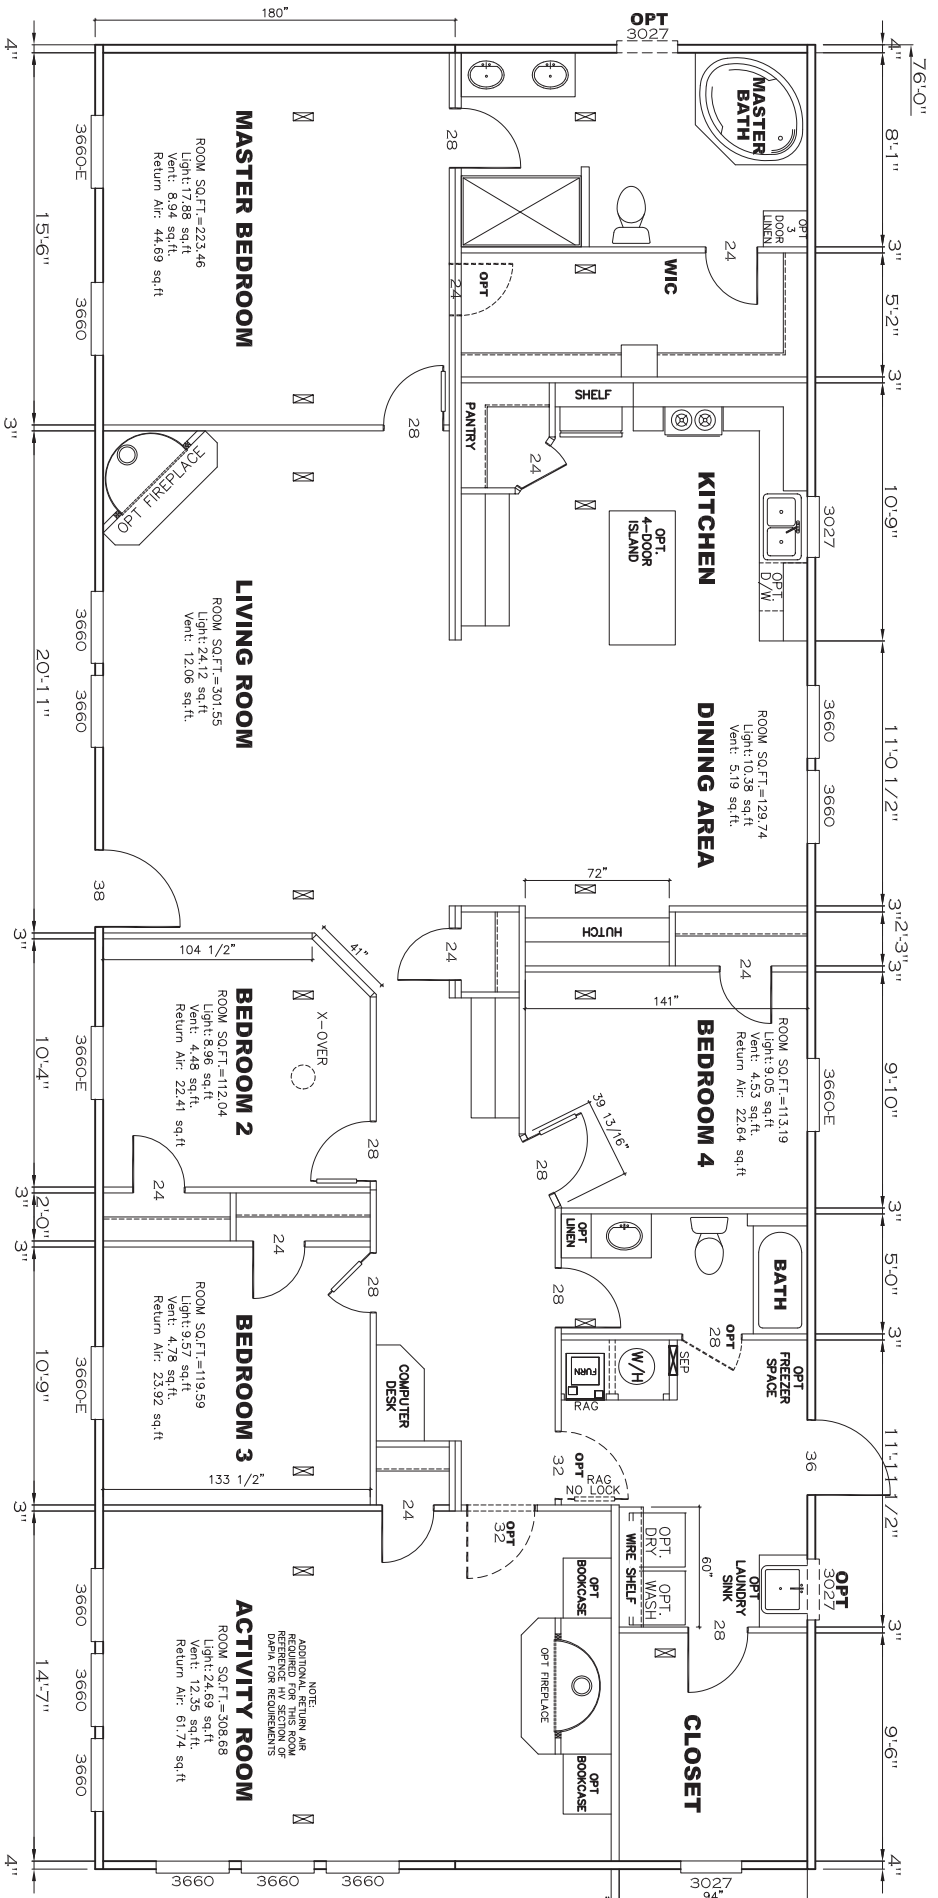 76'-0"
4"
8'-1"
3"
5'-2"
3"
10'-9"
11'-0 1/2"
3"
2'-3"
3"
9'-10"
3"
5'-0"
3"
11'-11 1/2"
3"
9'-6"
4"
OPT
3027
MASTER
BATH
OPT
3
DOOR
LINEN
24
WIC
28
OPT
24
180"
MASTER BEDROOM
ROOM SQ.FT.=223.46
Light:17.88 sq.ft
Vent: 8.94 sq.ft.
Return Air: 44.69 sq.ft
3660-E
3660
28
SHELF
PANTRY
24
KITCHEN
OPT.
4-DOOR
ISLAND
3027
OPT.
D/W
OPT FIREPLACE
LIVING ROOM
ROOM SQ.FT.=301.55
Light:24.12 sq.ft
Vent: 12.06 sq.ft.
3660
3660
38
DINING AREA
ROOM SQ.FT.=129.74
Light:10.38 sq.ft
Vent: 5.19 sq.ft.
3660
3660
72"
HUTCH
24
24
141"
BEDROOM 4
ROOM SQ.FT.=113.19
Light:9.05 sq.ft
Vent: 4.53 sq.ft.
Return Air: 22.64 sq.ft
3660-E
39 13/16"
28
104 1/2"
41"
X-OVER
BEDROOM 2
ROOM SQ.FT.=112.04
Light:8.96 sq.ft
Vent: 4.48 sq.ft.
Return Air: 22.41 sq.ft
3660-E
28
24
24
28
OPT
LINEN
BATH
28
OPT
28
W/H
FURN
SEP
RAG
OPT
FREEZER
SPACE
36
BEDROOM 3
ROOM SQ.FT.=119.59
Light:9.57 sq.ft
Vent: 4.78 sq.ft.
Return Air: 23.92 sq.ft
3660-E
133 1/2"
COMPUTER
DESK
24
OPT
32
RAG
NO LOCK
OPT
32
OPT.
DRY
OPT.
WASH
WIRE SHELF
60"
OPT
LAUNDRY
SINK
OPT
3027
28
CLOSET
OPT
BOOKCASE
OPT FIREPLACE
OPT
BOOKCASE
NOTE:
ADDITIONAL RETURN AIR
REQUIRED FOR THIS ROOM
REFERENCE HV SECTION OF
DAPIA FOR REQUIREMENTS
ACTIVITY ROOM
ROOM SQ.FT.=308.68
Light:24.69 sq.ft
Vent: 12.35 sq.ft.
Return Air: 61.74 sq.ft
3660
3660
3660
3660
3660
3660
3027
94"
4"
15'-6"
3"
20'-11"
3"
10'-4"
3"
2'-0"
3"
10'-9"
3"
14'-7"
4"